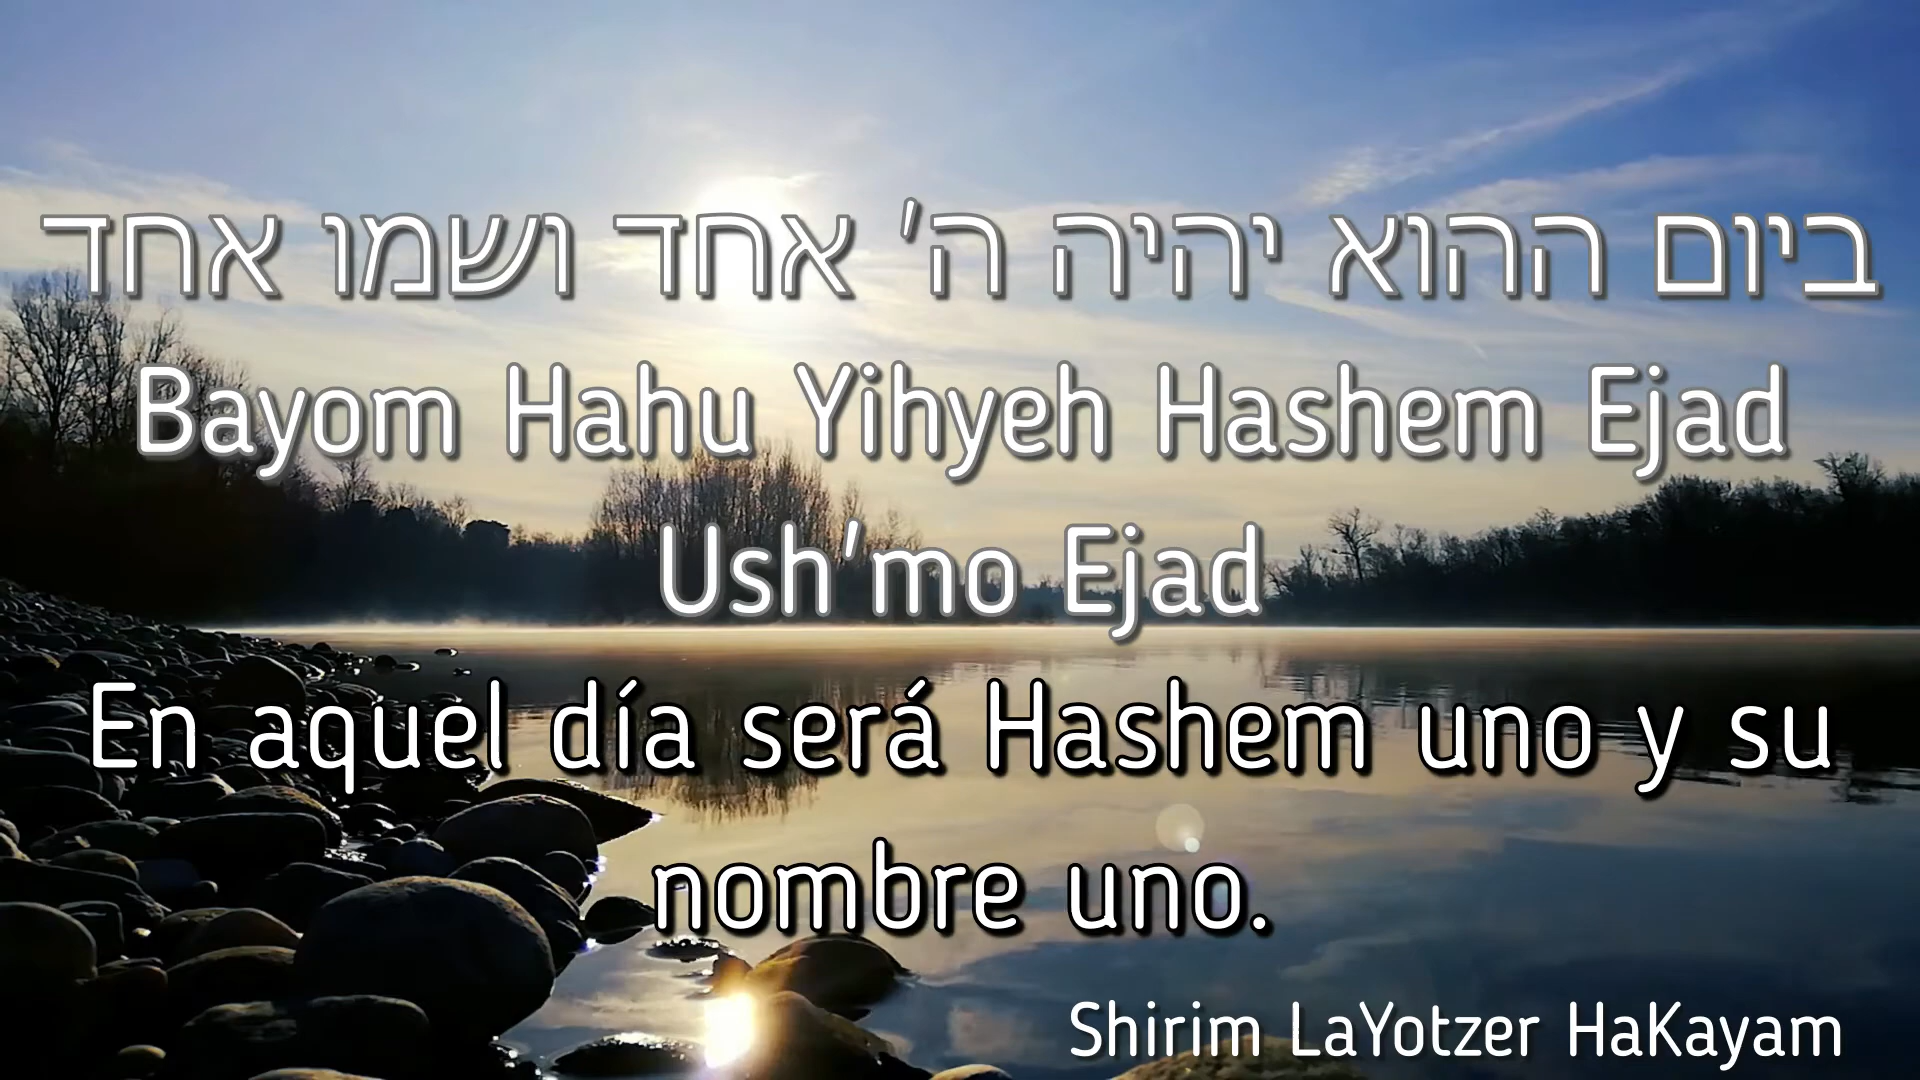 ביום ההוא יהיה ה' אחד ושמו אחד
Bayom Hahu Yihyeh Hashem Ejad
Ush'mo Ejad
En aquel día será Hashem uno y su
nombre uno.
Shirim LaYotzer HaKayam